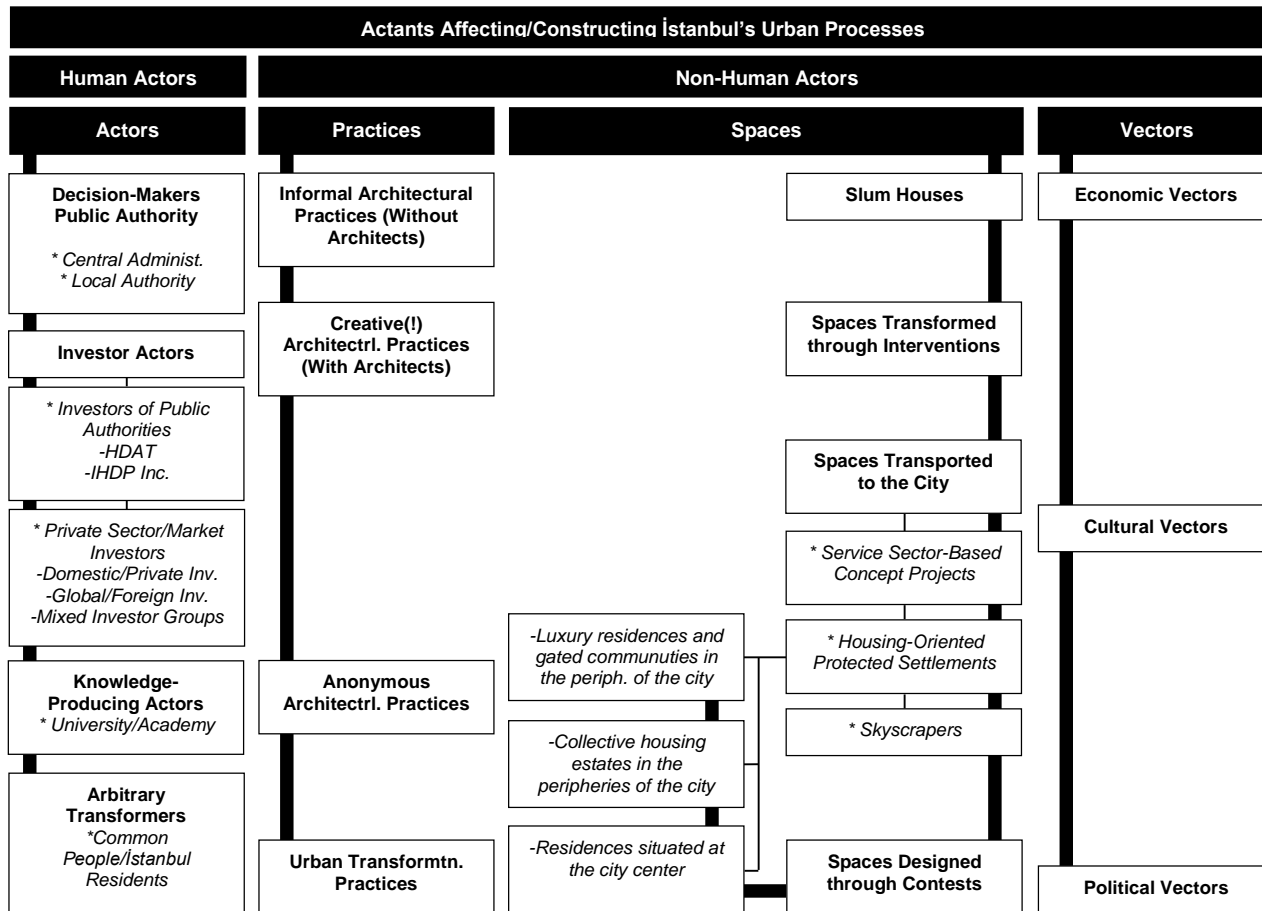 Actants Affecting/Constructing İstanbul's Urban Processes
Human Actors
Non-Human Actors
Actors
Practices
Spaces
Vectors
Decision-Makers
Public Authority
* Central Administ.
* Local Authority
Investor Actors
* Investors of Public
Authorities
-HDAT
-IHDP Inc.
* Private Sector/Market
Investors
-Domestic/Private Inv.
-Global/Foreign Inv.
-Mixed Investor Groups
Knowledge-
Producing Actors
* University/Academy
Arbitrary
Transformers
*Common
People/İstanbul
Residents
Informal Architectural
Practices (Without
Architects)
Creative(!)
Architectrl. Practices
(With Architects)
Anonymous
Architectrl. Practices
Urban Transformtn.
Practices
Slum Houses
Spaces Transformed
through Interventions
Spaces Transported
to the City
* Service Sector-Based
Concept Projects
* Housing-Oriented
Protected Settlements
* Skyscrapers
-Luxury residences and
gated communuties in
the periph. of the city
-Collective housing
estates in the
peripheries of the city
-Residences situated at
the city center
Spaces Designed
through Contests
Economic Vectors
Cultural Vectors
Political Vectors